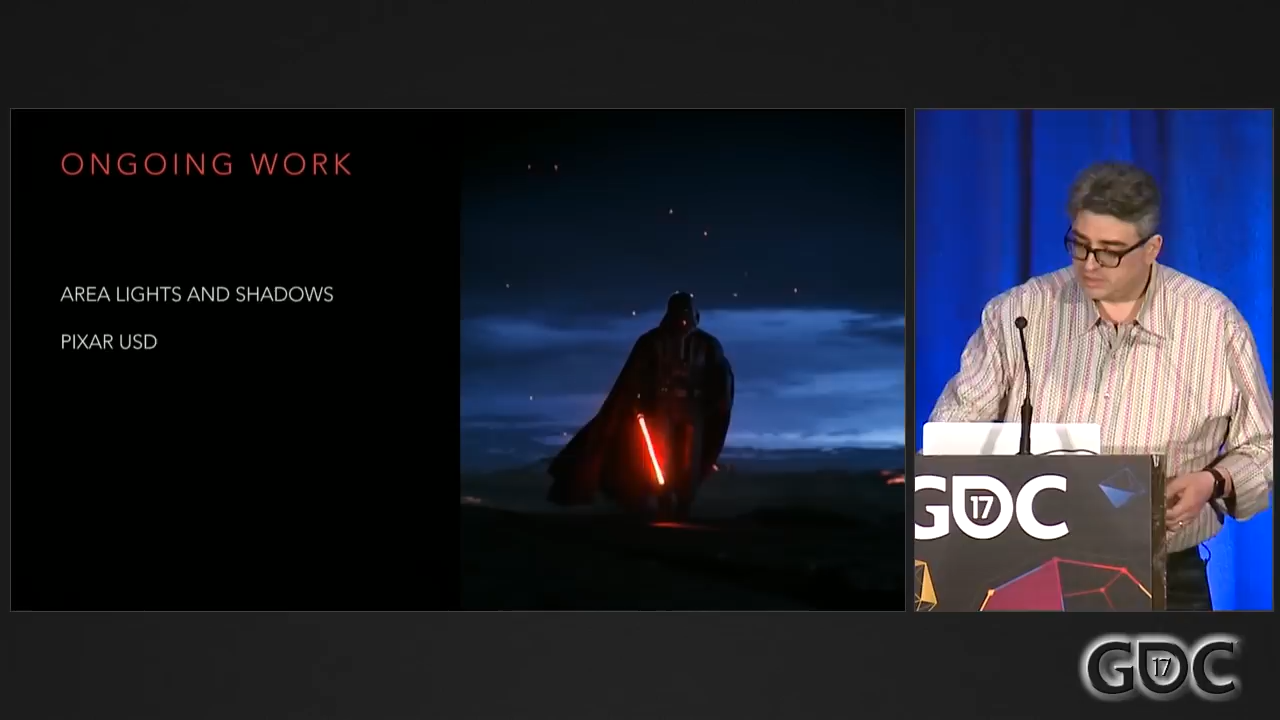 ONGOING WORK
AREA LIGHTS AND SHADOWS
PIXAR USD
GDC
17
GDC
17